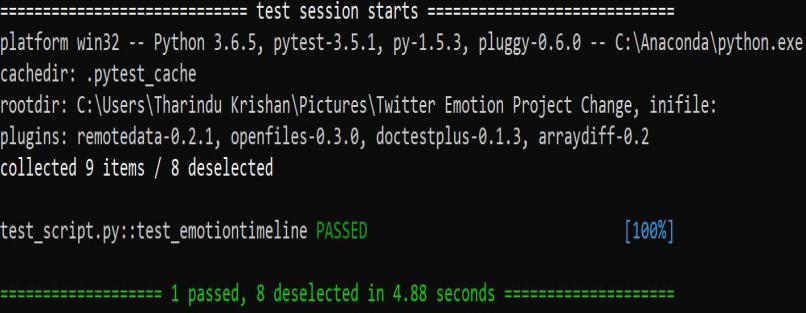 ============================= test session starts =============================
platform win32 -- Python 3.6.5, pytest-3.5.1, py-1.5.3, pluggy-0.6.0 -- C:\Anaconda\python.exe
cachedir: .pytest_cache
rootdir: C:\Users\Tharindu Krishan\Pictures\Twitter Emotion Project Change, inifile:
plugins: remotedata-0.2.1, openfiles-0.3.0, doctestplus-0.1.3, arraydiff-0.2
collected 9 items / 8 deselected
test_script.py::test_emotiontimeline PASSED [100%]
=================== 1 passed, 8 deselected in 4.88 seconds ====================